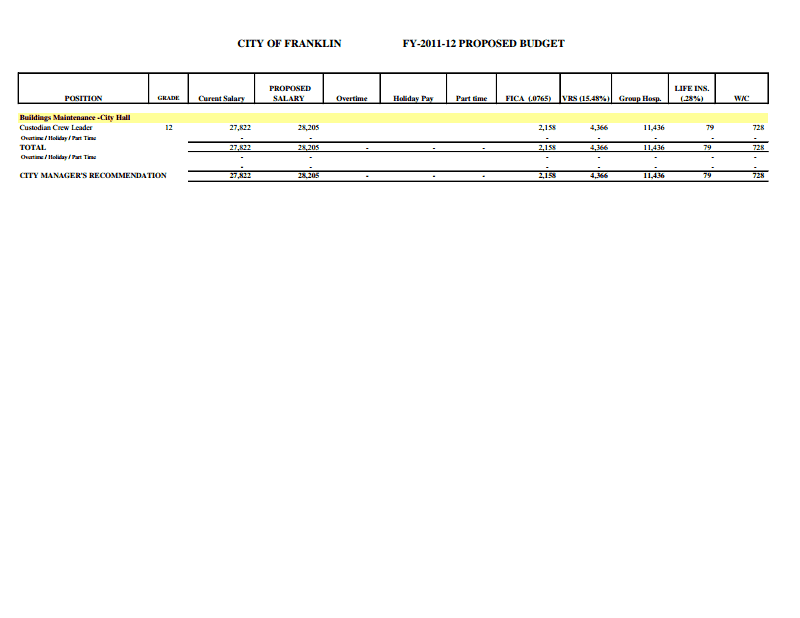 CITY OF FRANKLIN FY-2011-12 PROPOSED BUDGET
POSITION GRADE Curent Salary PROPOSED SALARY Overtime Holiday Pay Part time FICA (.0765) VRS (15.48%) Group Hosp. LIFE INS. (.28%) W/C
Buildings Maintenance -City Hall
Custodian Crew Leader 12 27,822 28,205 2,158 4,366 11,436 79 728
Overtime / Holiday / Part Time - - - - - - -
TOTAL 27,822 28,205 - - - 2,158 4,366 11,436 79 728
Overtime / Holiday / Part Time - - - - - - -
- - - - - - -
CITY MANAGER'S RECOMMENDATION 27,822 28,205 - - - 2,158 4,366 11,436 79 728